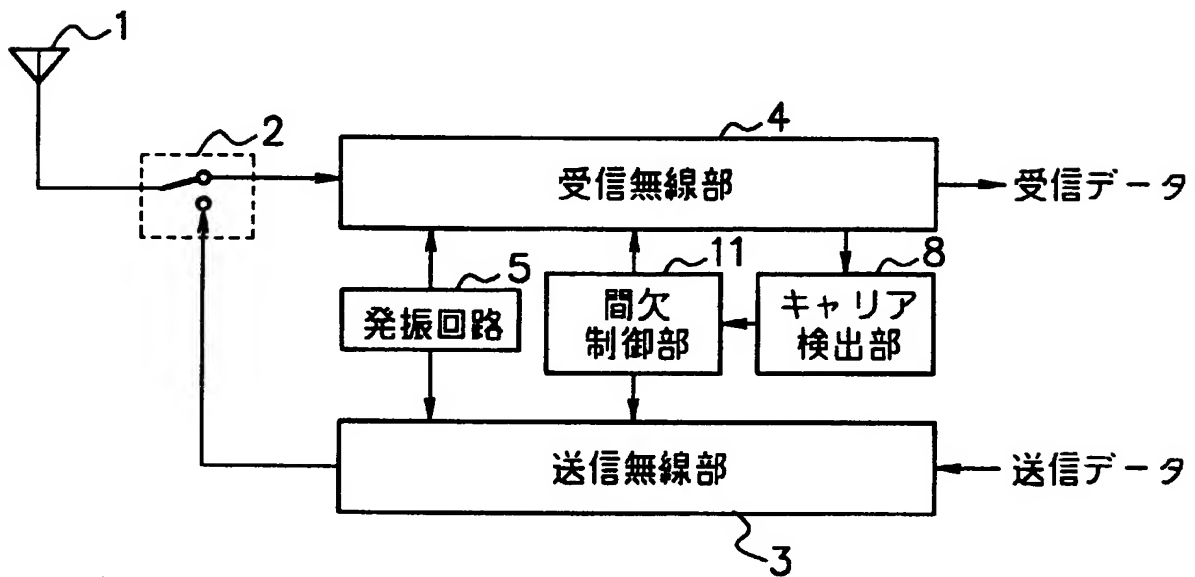 1
2
4
受信無線部
受信データ
5
発振回路
11
間欠
制御部
8
キャリア
検出部
送信無線部
送信データ
3